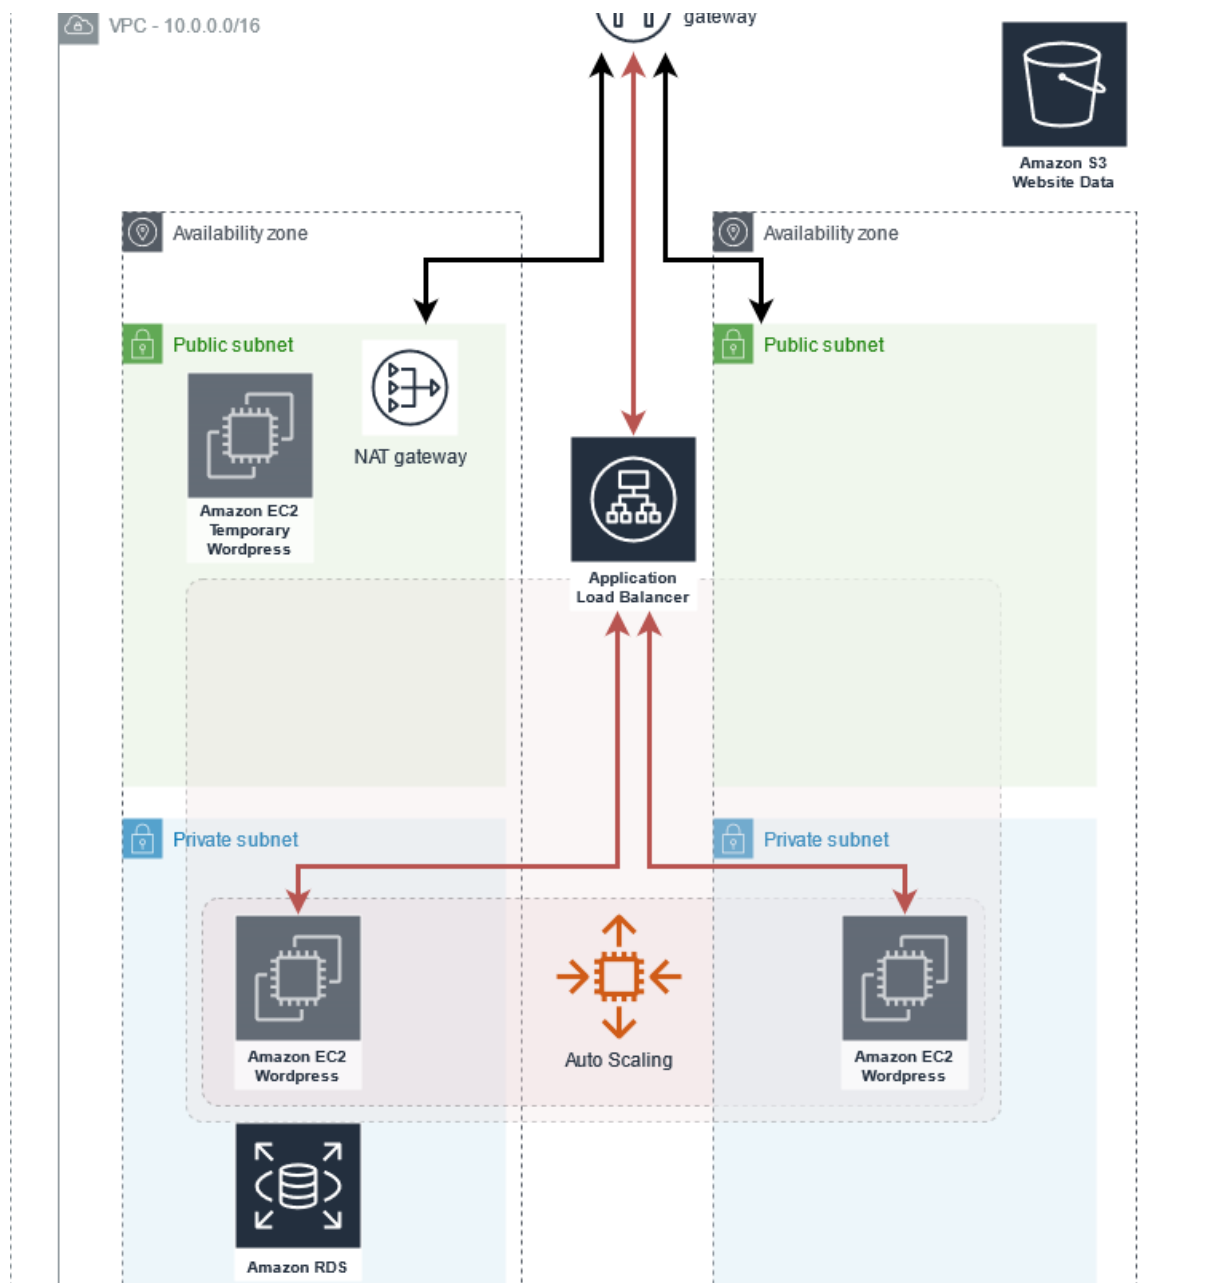 VPC - 10.0.0.0/16
gateway
Amazon S3
Website Data
Availability zone
Availability zone
Public subnet
Public subnet
NAT gateway
Amazon EC2
Temporary
Wordpress
Application
Load Balancer
Private subnet
Private subnet
Amazon EC2
Wordpress
Auto Scaling
Amazon EC2
Wordpress
Amazon RDS